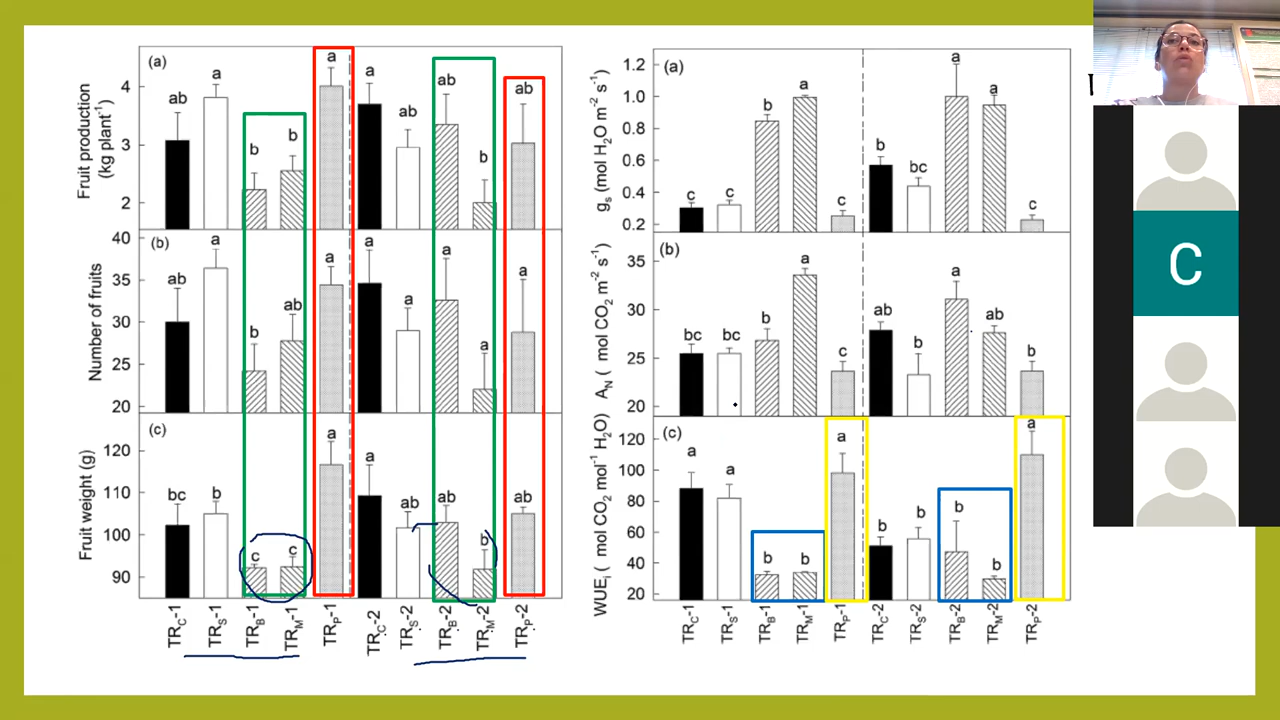 (a)
Fruit production
(kg plant⁻¹)
4
3
2
ab
a
b
b
a
a
ab
ab
b
ab
(b)
Number of fruits
40
35
30
25
20
ab
a
b
ab
a
a
a
a
a
a
(c)
Fruit weight (g)
120
110
100
90
bc
b
c
c
a
a
ab
ab
b
ab
TR_C-1
TR_S-1
TR_B-1
TR_M-1
TR_P-1
TR_C-2
TR_S-2
TR_B-2
TR_M-2
TR_P-2
(a)
g_s (mol H₂O m⁻² s⁻¹)
1.2
1.0
0.8
0.6
0.4
0.2
c
c
b
a
c
b
bc
a
a
c
(b)
A_N ( mol CO₂ m⁻² s⁻¹)
35
30
25
20
bc
bc
b
a
c
ab
b
a
ab
b
(c)
WUE_i ( mol CO₂ mol⁻¹ H₂O)
120
100
80
60
40
20
a
a
b
b
a
b
b
b
b
a
TR_C-1
TR_S-1
TR_B-1
TR_M-1
TR_P-1
TR_C-2
TR_S-2
TR_B-2
TR_M-2
TR_P-2
C